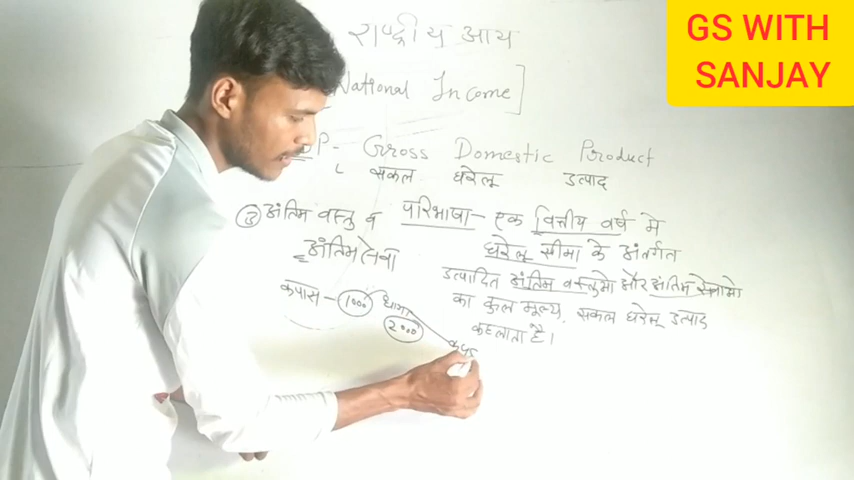 GS WITH
SANJAY
राष्ट्रीय आय
National Income]
P - Gross Domestic Product
सकल घरेलू उत्पाद
③ अंतिम वस्तु व
अंतिम सेवा
परिभाषा - एक वित्तीय वर्ष मे
घरेलू सीमा के अंतर्गत
उत्पादित अंतिम वस्तुओ और अंतिम सेवाओ
का कुल मूल्य, सकल घरेलू उत्पाद
कहलाता है।
कपास - 1000 धागा
2000